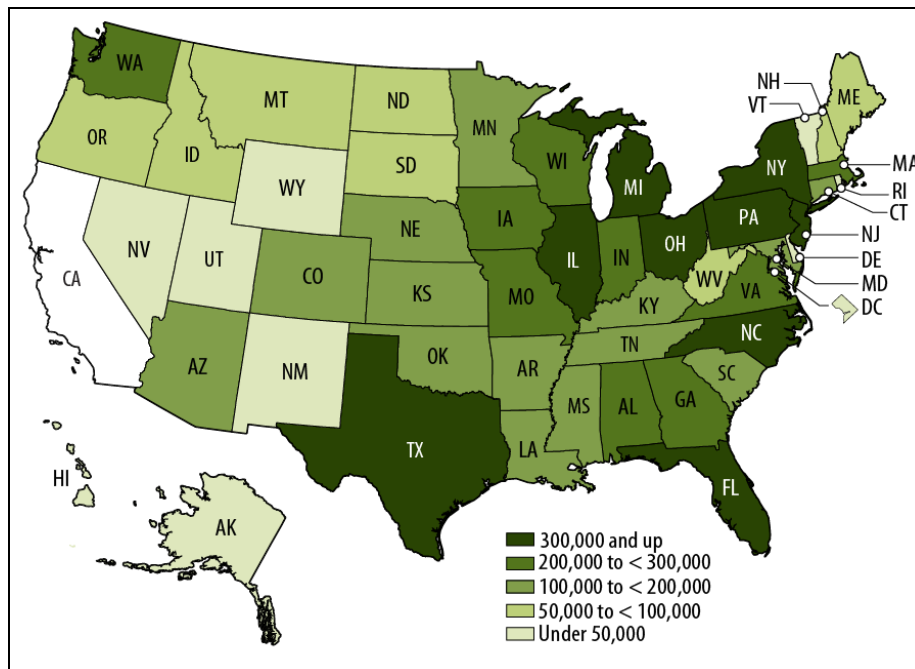 WA
NH
VT
ME
MT
ND
MN
OR
ID
SD
WI
NY
MA
WY
MI
RI
CT
IA
NE
PA
NJ
NV
UT
IL
IN
OH
DE
CA
CO
WV
MD
KS
MO
VA
DC
KY
NC
TN
AZ
NM
OK
AR
SC
MS
AL
GA
TX
LA
HI
FL
AK
300,000 and up
200,000 to < 300,000
100,000 to < 200,000
50,000 to < 100,000
Under 50,000